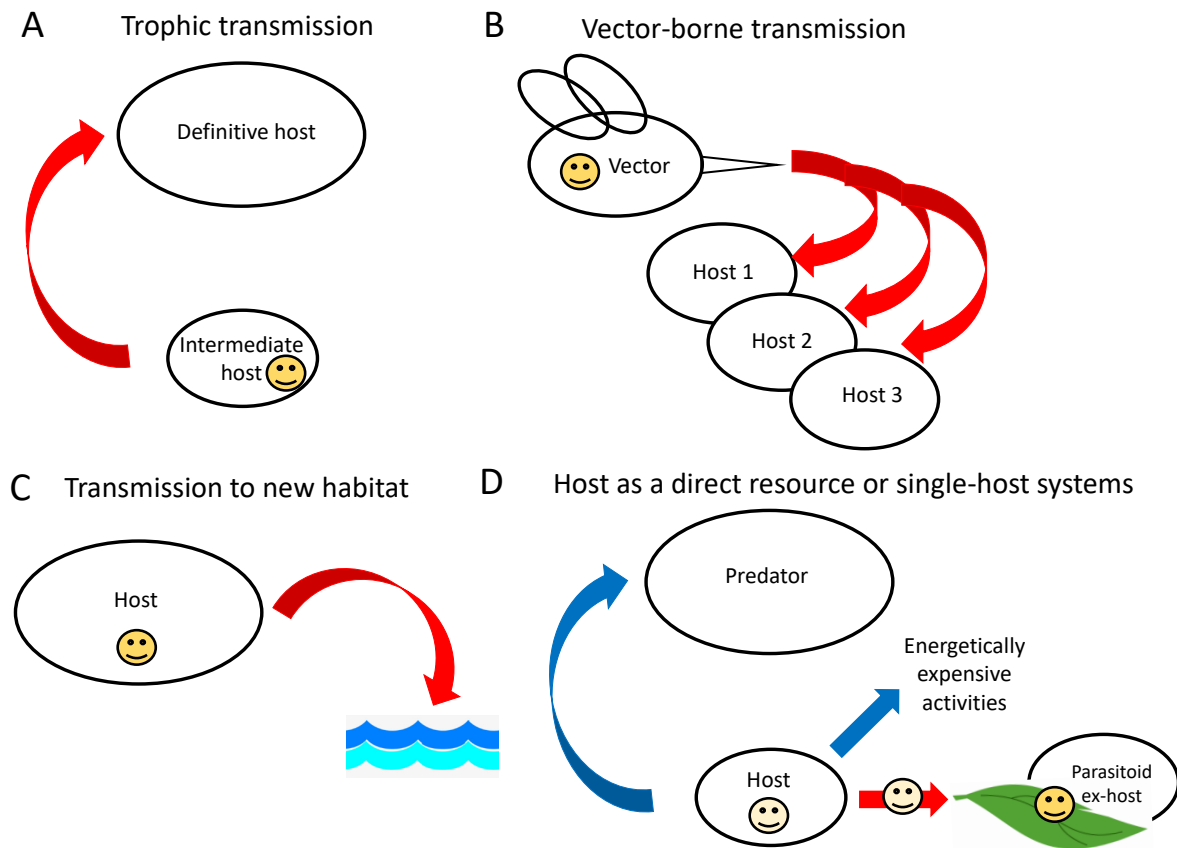 A
Trophic transmission
Definitive host
Intermediate
host
B
Vector-borne transmission
Vector
Host 1
Host 2
Host 3
C
Transmission to new habitat
Host
D
Host as a direct resource or single-host systems
Predator
Energetically
expensive
activities
Host
Parasitoid
ex-host